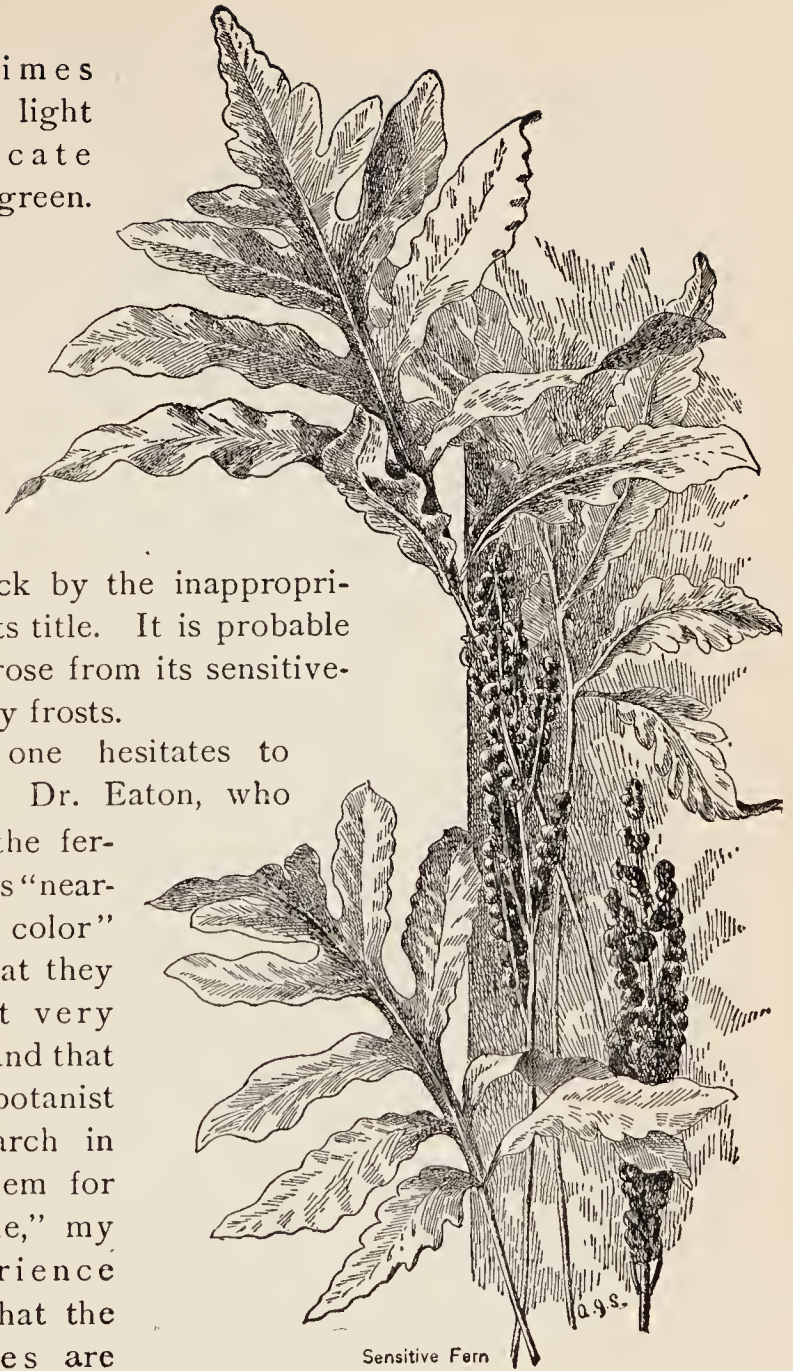 imes
light
cate
green.
ck by the inappropri-
ts title. It is probable
rose from its sensitive-
y frosts.
one hesitates to
Dr. Eaton, who
the fer-
s "near-
color"
at they
t very
and that
botanist
arch in
em for
e," my
rience
hat the
es are
a.g.s.
Sensitive Fern